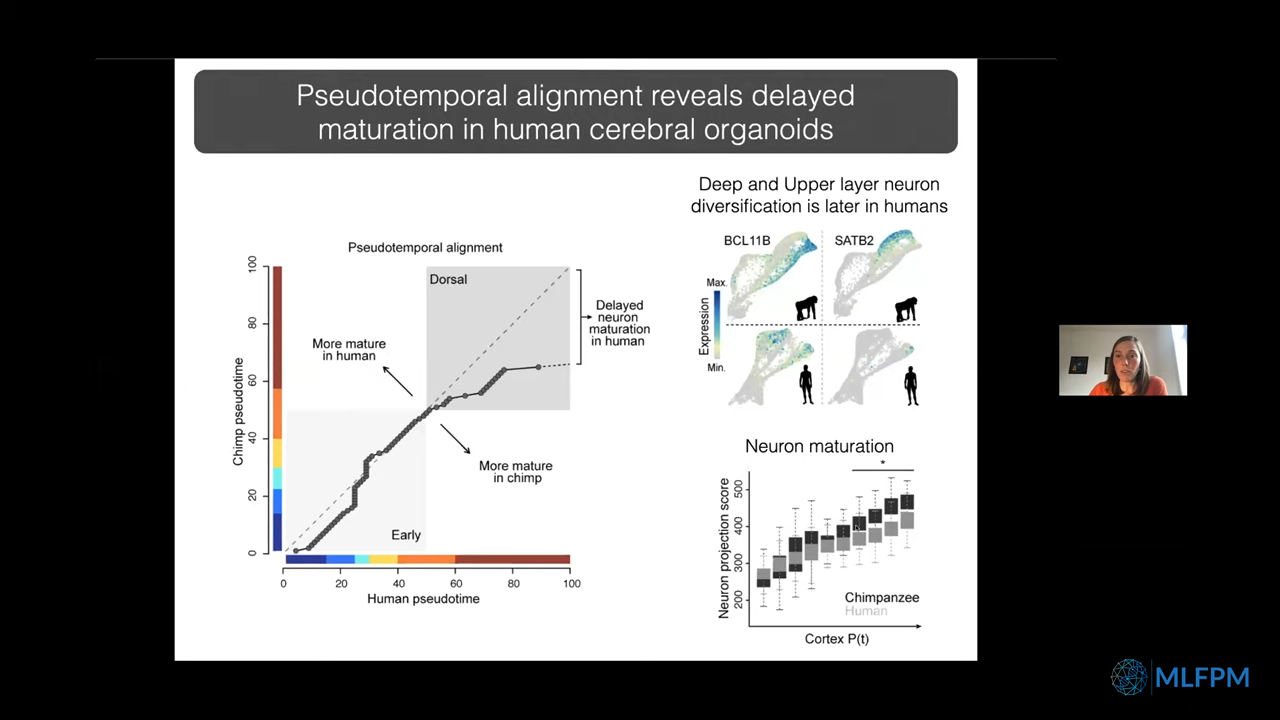 Pseudotemporal alignment reveals delayed
maturation in human cerebral organoids
Pseudotemporal alignment
Chimp pseudotime
100
80
60
40
20
0
Dorsal
More mature
in human
Delayed
neuron
maturation
in human
More mature
in chimp
Early
0 20 40 60 80 100
Human pseudotime
Deep and Upper layer neuron
diversification is later in humans
BCL11B SATB2
Max.
Expression
Min.
Neuron maturation
*
Neuron projection score
500
400
300
200
Chimpanzee
Human
Cortex P(t)
MLFPM